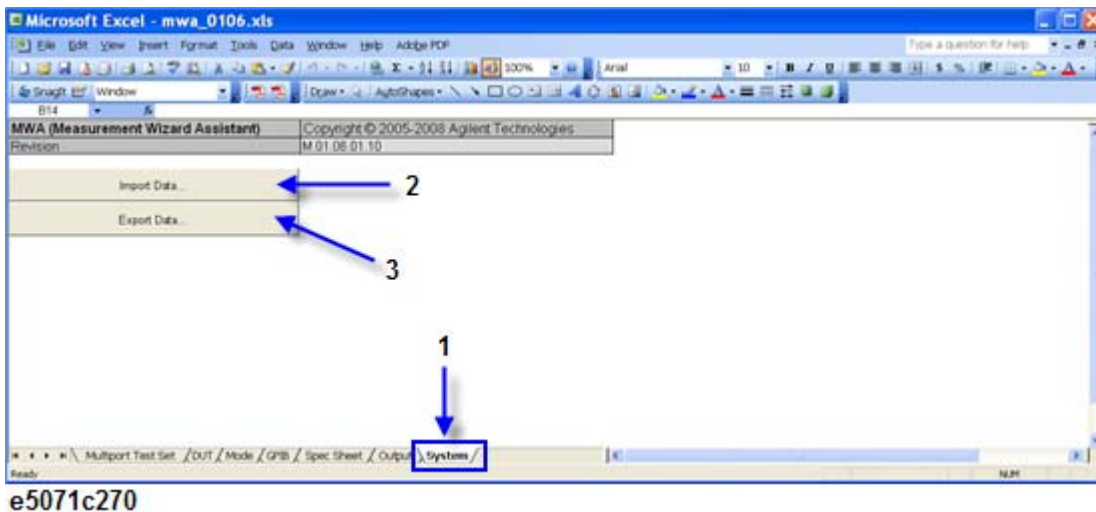 Microsoft Excel - mwa_0106.xls
File Edit View Insert Format Tools Data Window Help Adobe PDF Type a question for help
100% Arial 10 B I U $ %
SnagIt Window Draw AutoShapes
B14 fx
MWA (Measurement Wizard Assistant) Copyright © 2005-2008 Agilent Technologies
Revision M 01.06 01.10
Import Data... 2
Export Data...
3
1
Multiport Test Set / DUT / Mode / GPIB / Spec Sheet / Output \ System /
Ready NUM
e5071c270